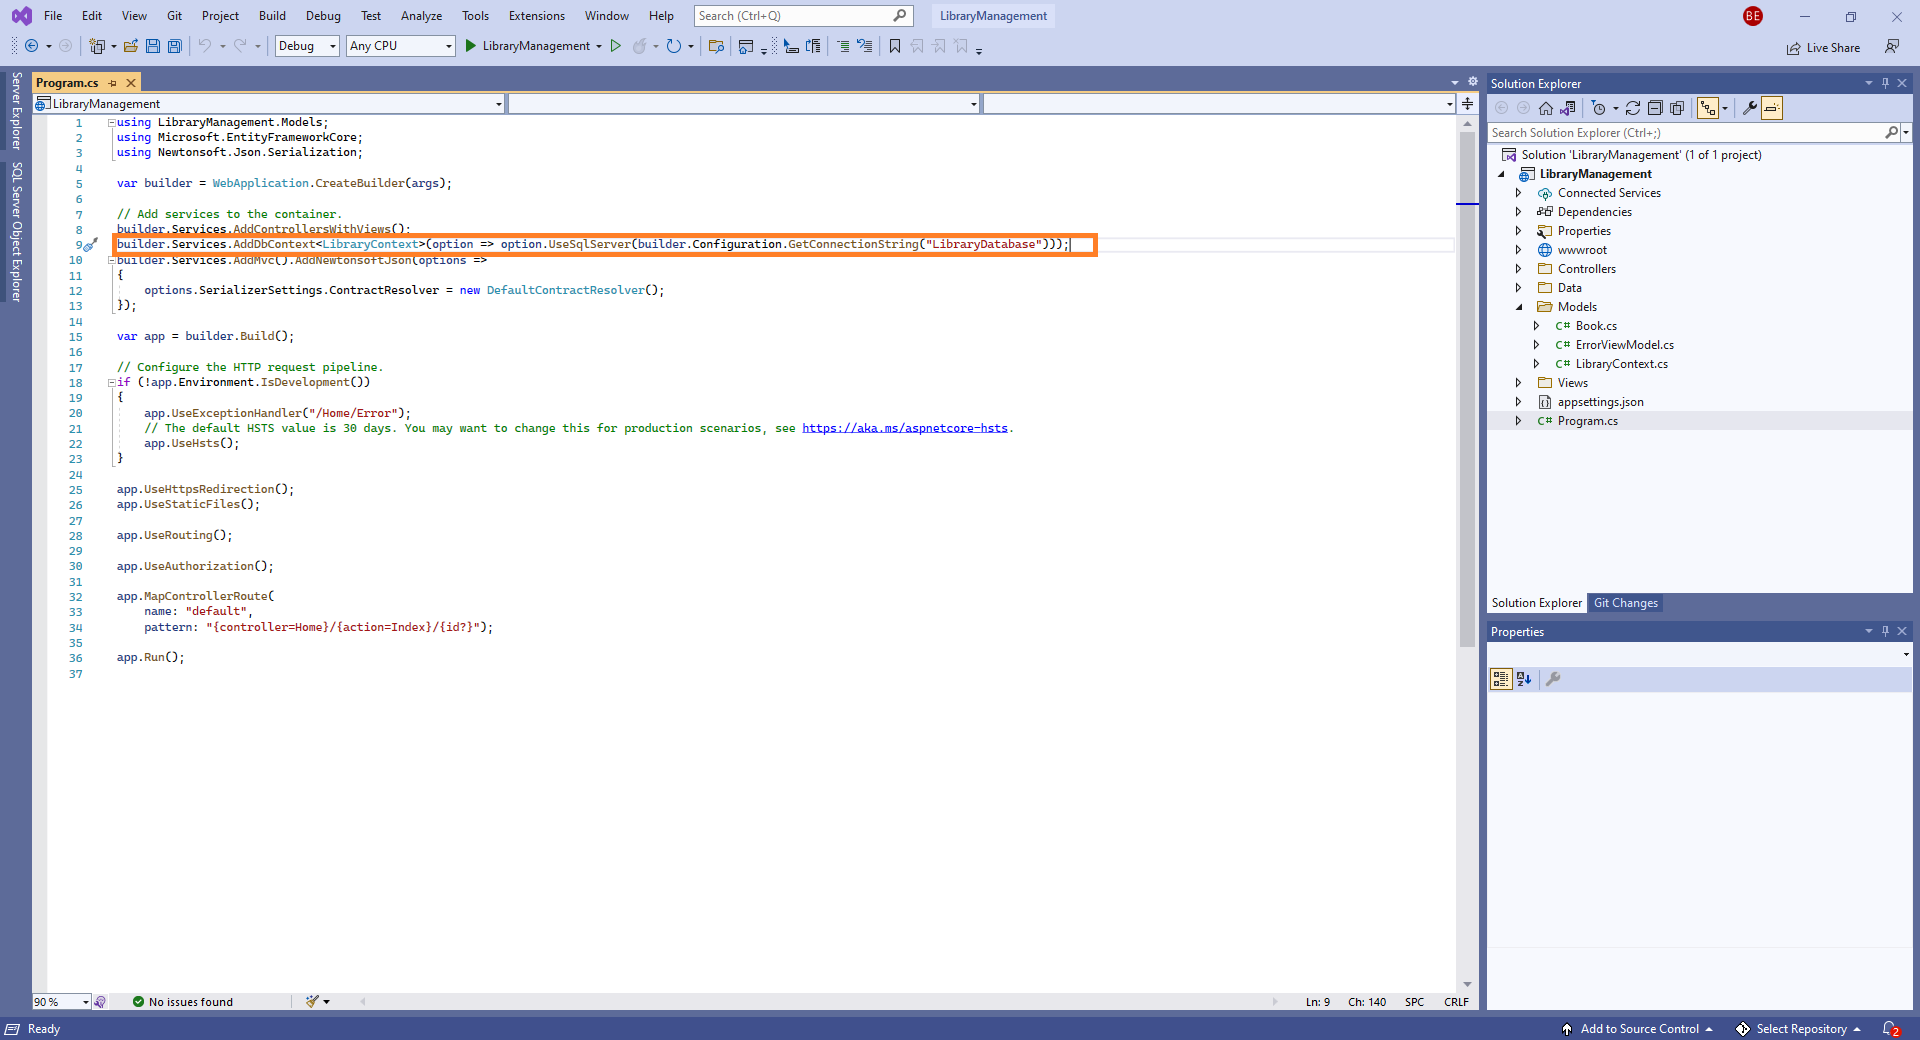 File Edit View Git Project Build Debug Test Analyze Tools Extensions Window Help Search (Ctrl+Q) LibraryManagement BE
Debug Any CPU LibraryManagement Live Share
Server Explorer
SQL Server Object Explorer
Program.cs
LibraryManagement
1 using LibraryManagement.Models;
2 using Microsoft.EntityFrameworkCore;
3 using Newtonsoft.Json.Serialization;
4
5 var builder = WebApplication.CreateBuilder(args);
6
7 // Add services to the container.
8 builder.Services.AddControllersWithViews();
9 builder.Services.AddDbContext<LibraryContext>(option => option.UseSqlServer(builder.Configuration.GetConnectionString("LibraryDatabase")));
10 builder.Services.AddMvc().AddNewtonsoftJson(options =>
11 {
12 options.SerializerSettings.ContractResolver = new DefaultContractResolver();
13 });
14
15 var app = builder.Build();
16
17 // Configure the HTTP request pipeline.
18 if (!app.Environment.IsDevelopment())
19 {
20 app.UseExceptionHandler("/Home/Error");
21 // The default HSTS value is 30 days. You may want to change this for production scenarios, see https://aka.ms/aspnetcore-hsts.
22 app.UseHsts();
23 }
24
25 app.UseHttpsRedirection();
26 app.UseStaticFiles();
27
28 app.UseRouting();
29
30 app.UseAuthorization();
31
32 app.MapControllerRoute(
33 name: "default",
34 pattern: "{controller=Home}/{action=Index}/{id?}");
35
36 app.Run();
37
90 % No issues found Ln: 9 Ch: 140 SPC CRLF
Solution Explorer
Search Solution Explorer (Ctrl+;)
Solution 'LibraryManagement' (1 of 1 project)
LibraryManagement
Connected Services
Dependencies
Properties
wwwroot
Controllers
Data
Models
C# Book.cs
C# ErrorViewModel.cs
C# LibraryContext.cs
Views
appsettings.json
C# Program.cs
Solution Explorer Git Changes
Properties
Ready Add to Source Control Select Repository 2